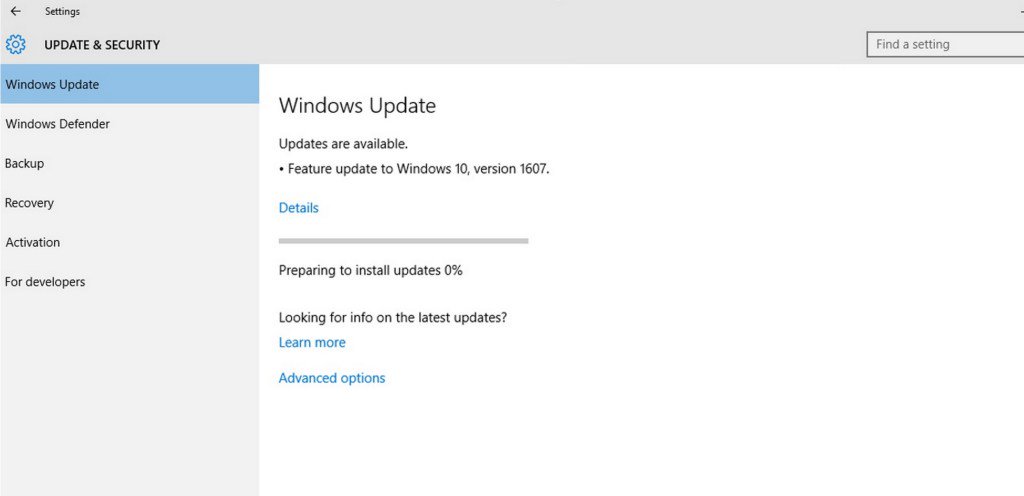 Settings
UPDATE & SECURITY
Find a setting
Windows Update
Windows Defender
Backup
Recovery
Activation
For developers
Windows Update
Updates are available.
• Feature update to Windows 10, version 1607.
Details
Preparing to install updates 0%
Looking for info on the latest updates?
Learn more
Advanced options